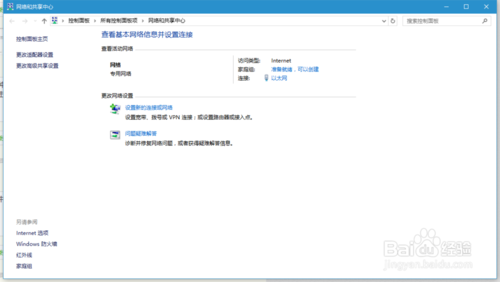 网络和共享中心
控制面板 > 所有控制面板项 > 网络和共享中心
搜索控制面板
控制面板主页
更改适配器设置
更改高级共享设置
查看基本网络信息并设置连接
查看活动网络
网络
专用网络
访问类型: Internet
家庭组: 准备就绪，可以创建
连接: 以太网
更改网络设置
设置新的连接或网络
设置宽带、拨号或 VPN 连接；或设置路由器或接入点。
问题疑难解答
诊断并修复网络问题，或者获得疑难解答信息。
另请参阅
Internet 选项
Windows 防火墙
红外线
家庭组
Baidu 经验
jingyan.baidu.com